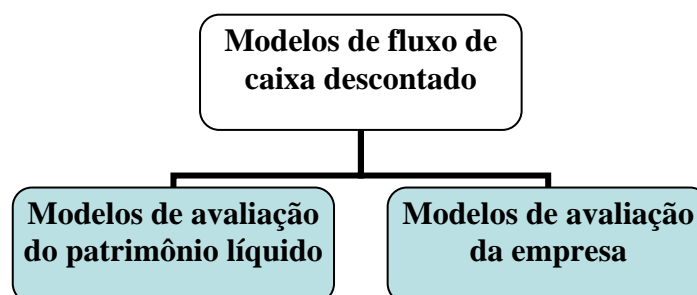 Modelos de fluxo de
caixa descontado
Modelos de avaliação
do patrimônio líquido
Modelos de avaliação
da empresa